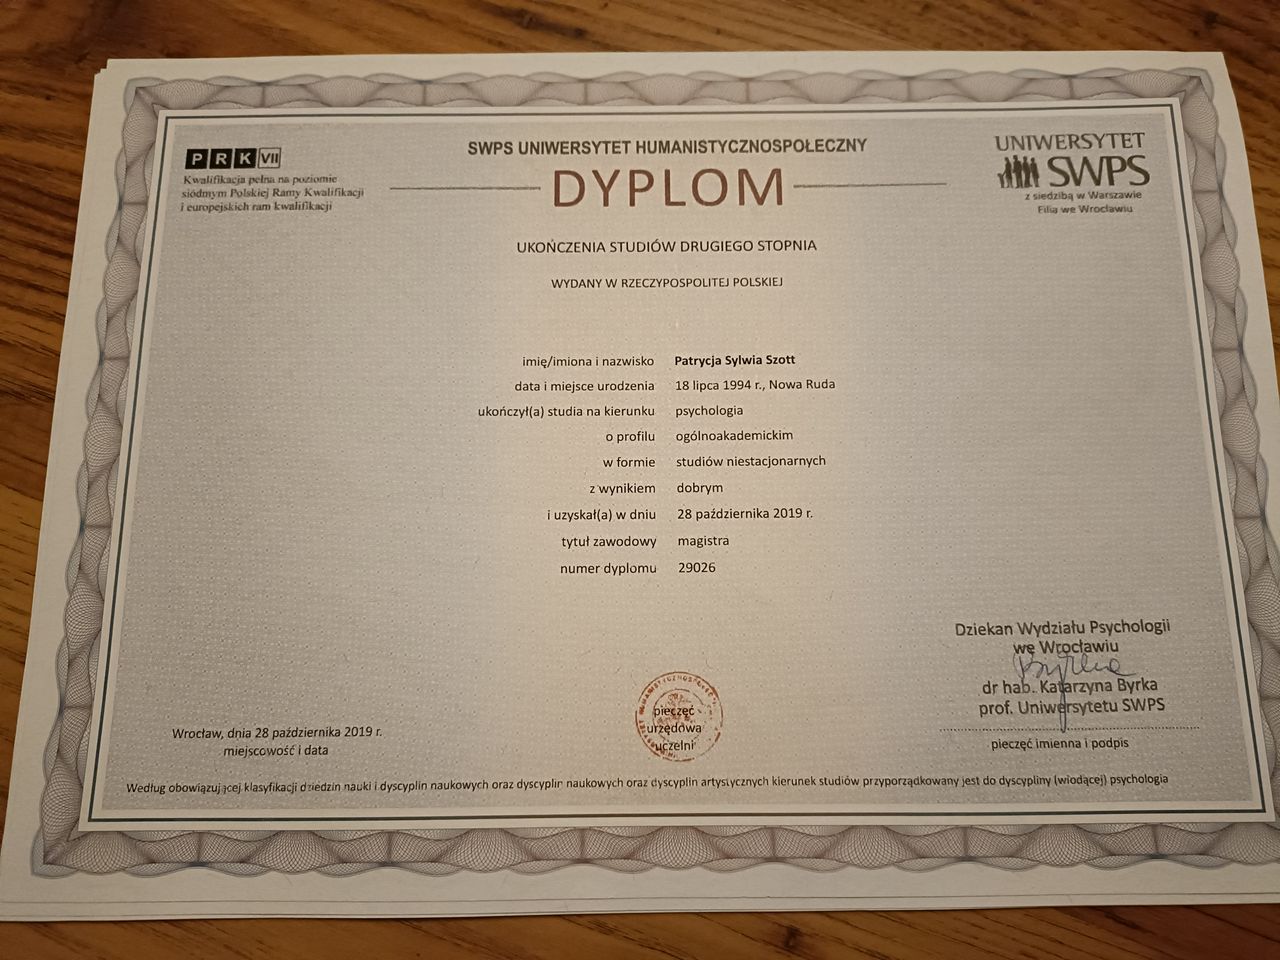 PRK VII
Kwalifikacja pełna na poziomie
siódmym Polskiej Ramy Kwalifikacji
i europejskich ram kwalifikacji
SWPS UNIWERSYTET HUMANISTYCZNOSPOŁECZNY
DYPLOM
UNIWERSYTET
SWPS
z siedzibą w Warszawie
Filia we Wrocławiu
UKOŃCZENIA STUDIÓW DRUGIEGO STOPNIA
WYDANY W RZECZYPOSPOLITEJ POLSKIEJ
imię/imiona i nazwisko Patrycja Sylwia Szott
data i miejsce urodzenia 18 lipca 1994 r., Nowa Ruda
ukończył(a) studia na kierunku psychologia
o profilu ogólnoakademickim
w formie studiów niestacjonarnych
z wynikiem dobrym
i uzyskał(a) w dniu 28 października 2019 r.
tytuł zawodowy magistra
numer dyplomu 29026
Dziekan Wydziału Psychologii
we Wrocławiu
dr hab. Katarzyna Byrka
prof. Uniwersytetu SWPS
pieczęć imienna i podpis
pieczęć
urzędowa
uczelni
Wrocław, dnia 28 października 2019 r.
miejscowość i data
Według obowiązującej klasyfikacji dziedzin nauki i dyscyplin naukowych oraz dyscyplin naukowych oraz dyscyplin artystycznych kierunek studiów przyporządkowany jest do dyscypliny (wiodącej) psychologia